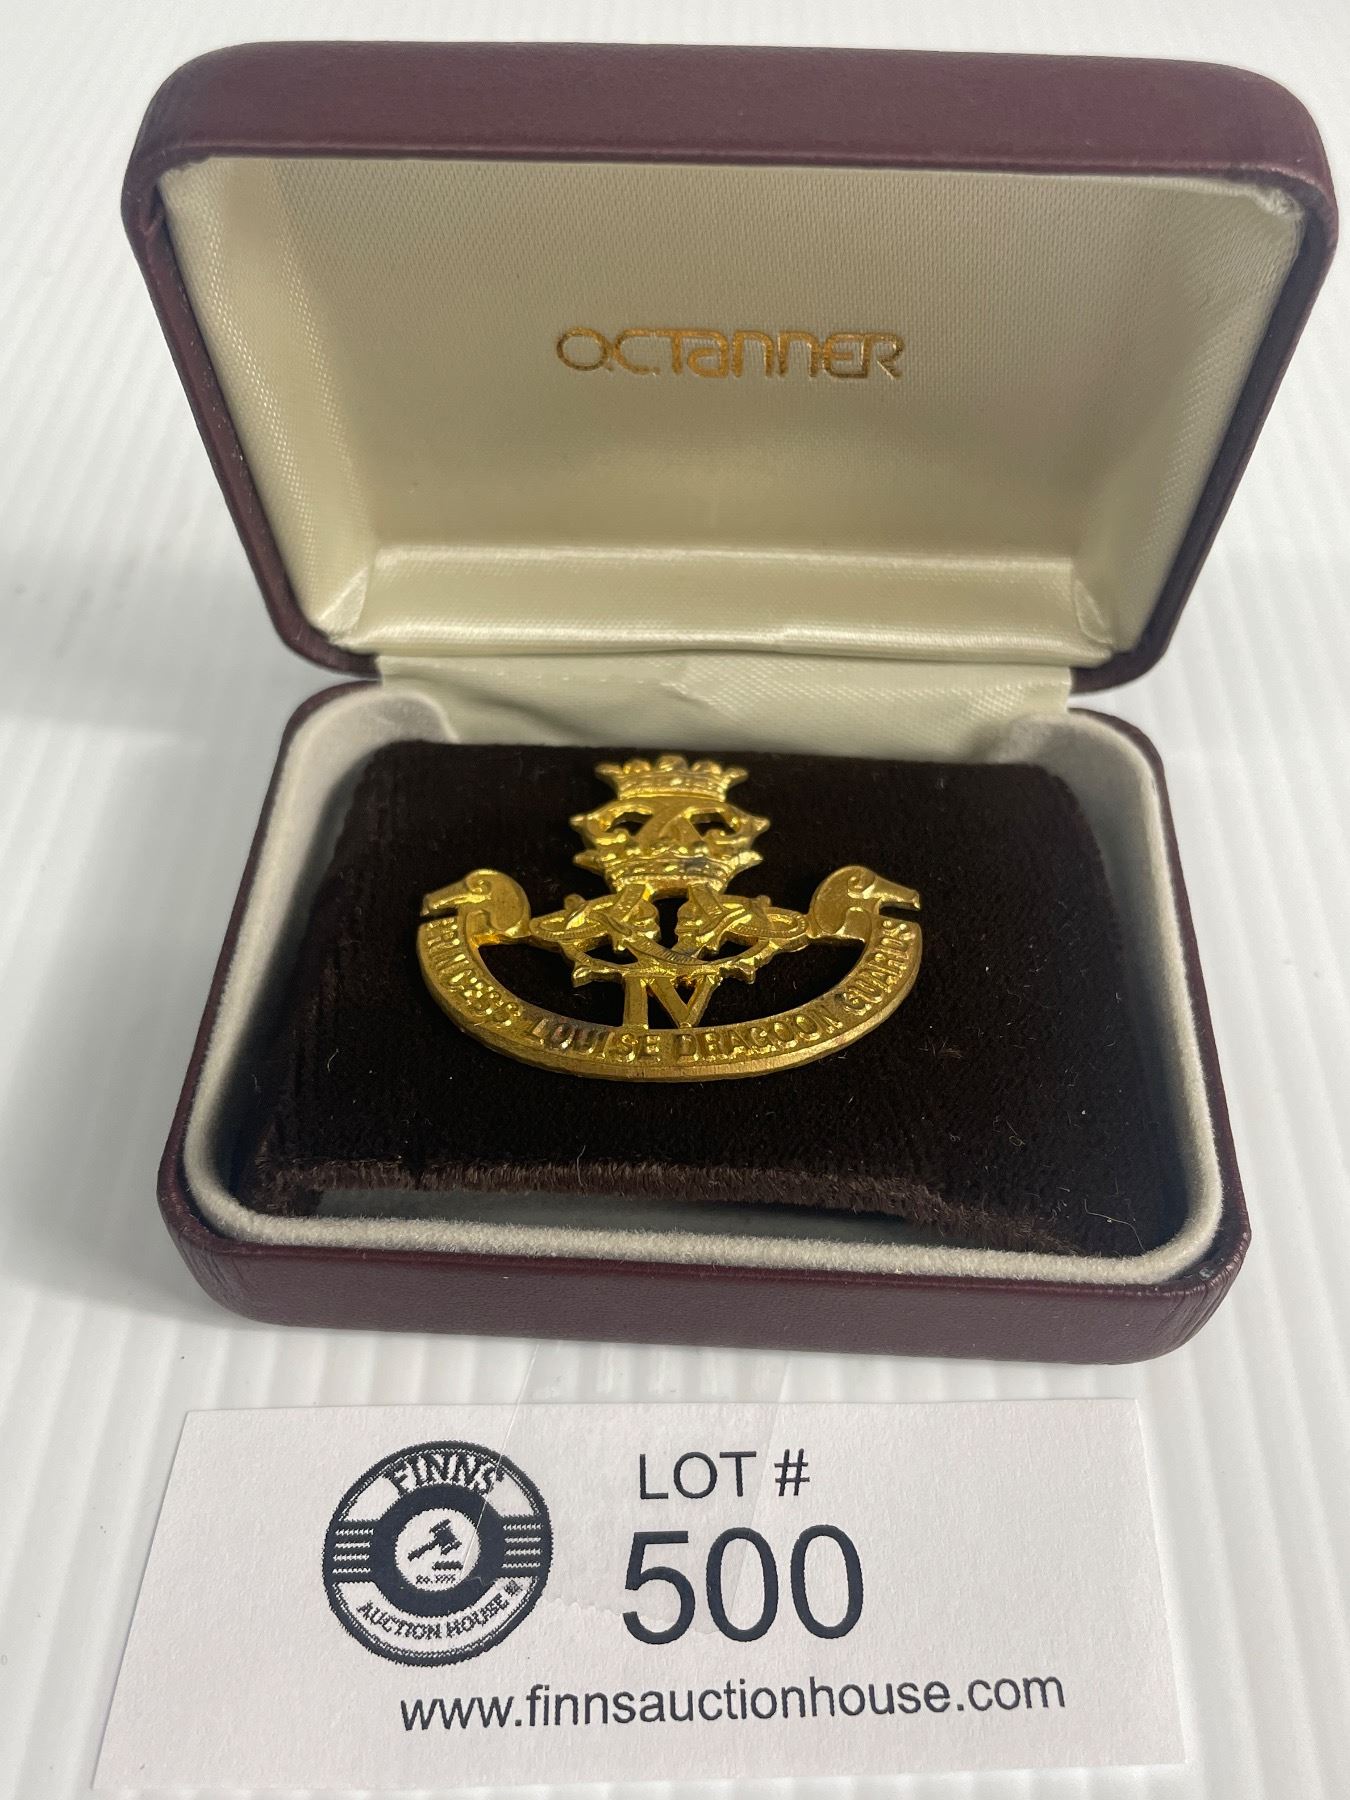 O.C.Tanner
IV
PRINCESS LOUISE DRAGOON GUARDS
FINNS
AUCTION HOUSE
LOT #
500
www.finnsauctionhouse.com